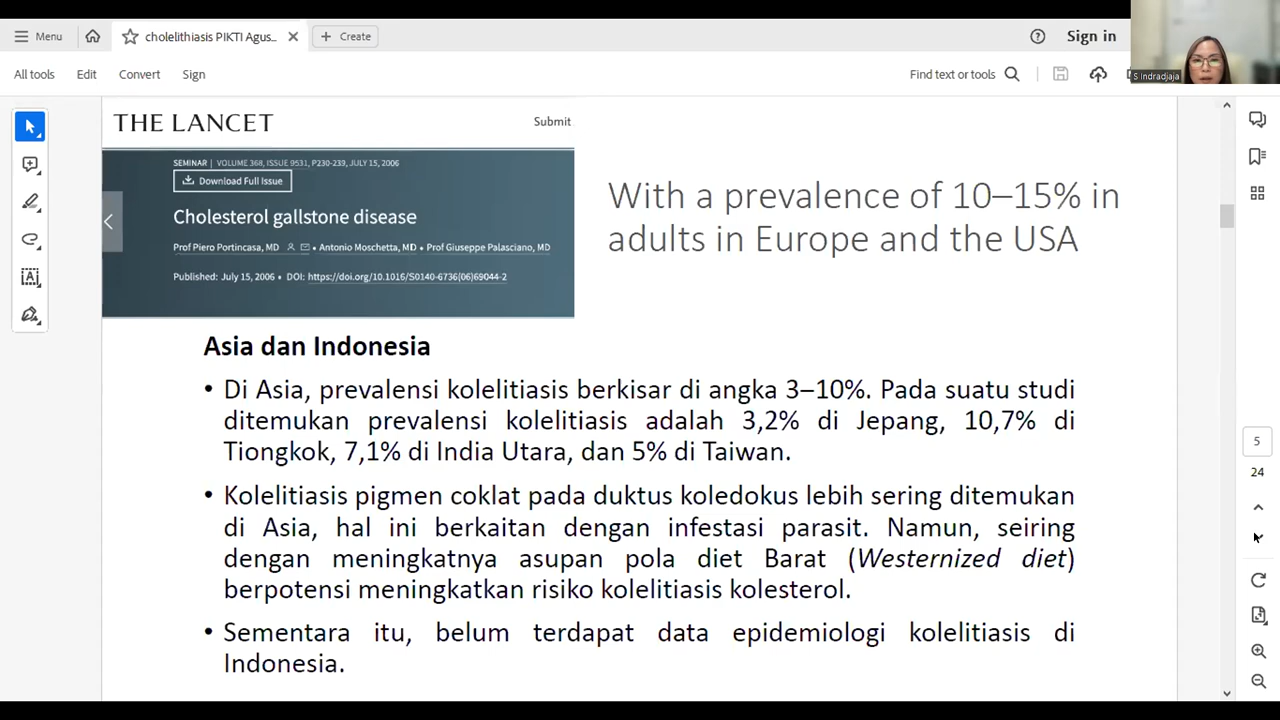 Menu
cholelithiasis PIKTI Agus...
Create
Sign in
All tools
Edit
Convert
Sign
Find text or tools
S Indradjaja
THE LANCET
Submit
SEMINAR | VOLUME 368, ISSUE 9531, P230-239, JULY 15, 2006
Download Full Issue
Cholesterol gallstone disease
Prof Piero Portincasa, MD • Antonio Moschetta, MD • Prof Giuseppe Palasciano, MD
Published: July 15, 2006 • DOI: https://doi.org/10.1016/S0140-6736(06)69044-2
With a prevalence of 10–15% in
adults in Europe and the USA
Asia dan Indonesia
• Di Asia, prevalensi kolelitiasis berkisar di angka 3–10%. Pada suatu studi
ditemukan prevalensi kolelitiasis adalah 3,2% di Jepang, 10,7% di
Tiongkok, 7,1% di India Utara, dan 5% di Taiwan.
• Kolelitiasis pigmen coklat pada duktus koledokus lebih sering ditemukan
di Asia, hal ini berkaitan dengan infestasi parasit. Namun, seiring
dengan meningkatnya asupan pola diet Barat (Westernized diet)
berpotensi meningkatkan risiko kolelitiasis kolesterol.
• Sementara itu, belum terdapat data epidemiologi kolelitiasis di
Indonesia.
5
24